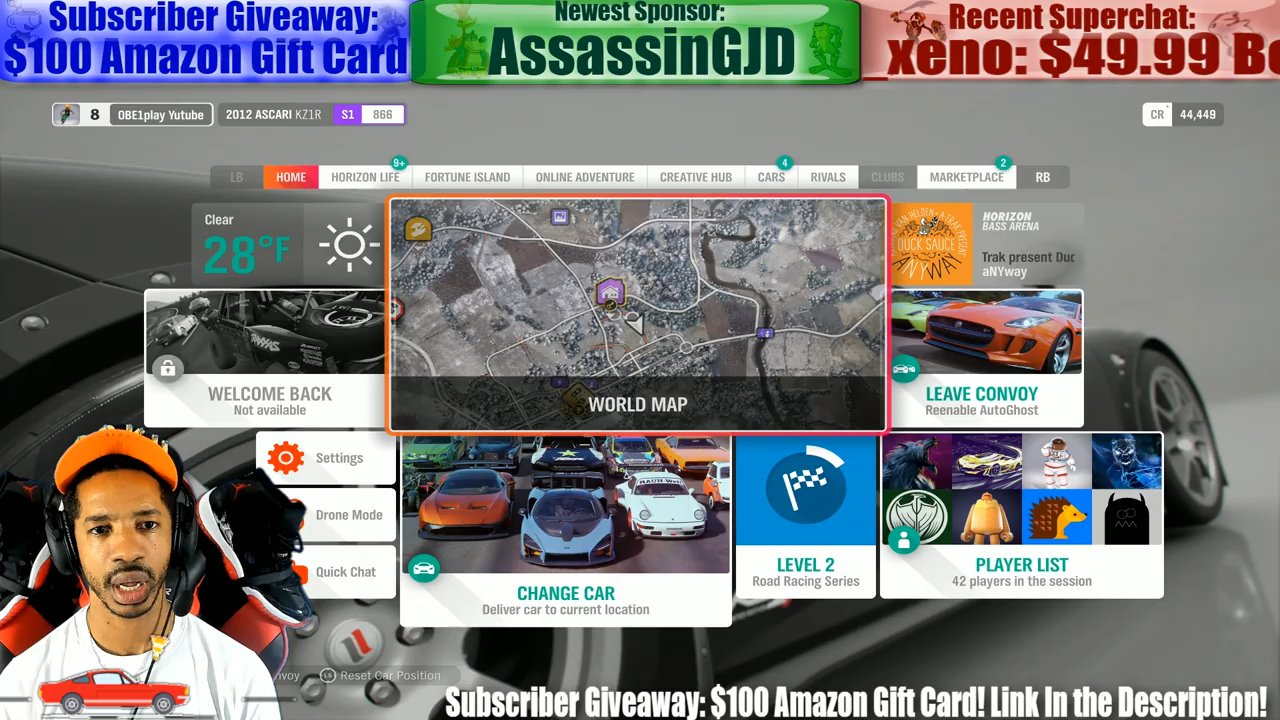 Subscriber Giveaway:
$100 Amazon Gift Card
Newest Sponsor:
AssassinGJD
Recent Superchat:
_xeno: $49.99 Be
8 OBE1play Yutube 2012 ASCARI KZ1R S1 866
CR 44,449
9+ 4 2
LB HOME HORIZON LIFE FORTUNE ISLAND ONLINE ADVENTURE CREATIVE HUB CARS RIVALS CLUBS MARKETPLACE RB
Clear
28°F
DUCK SAUCE
ANYWAY
HORIZON
BASS ARENA
Trak present Duc
aNYway
WORLD MAP
WELCOME BACK
Not available
LEAVE CONVOY
Reenable AutoGhost
Settings
Drone Mode
Quick Chat
CHANGE CAR
Deliver car to current location
LEVEL 2
Road Racing Series
PLAYER LIST
42 players in the session
nvoy LS Reset Car Position
Subscriber Giveaway: $100 Amazon Gift Card! Link In the Description!